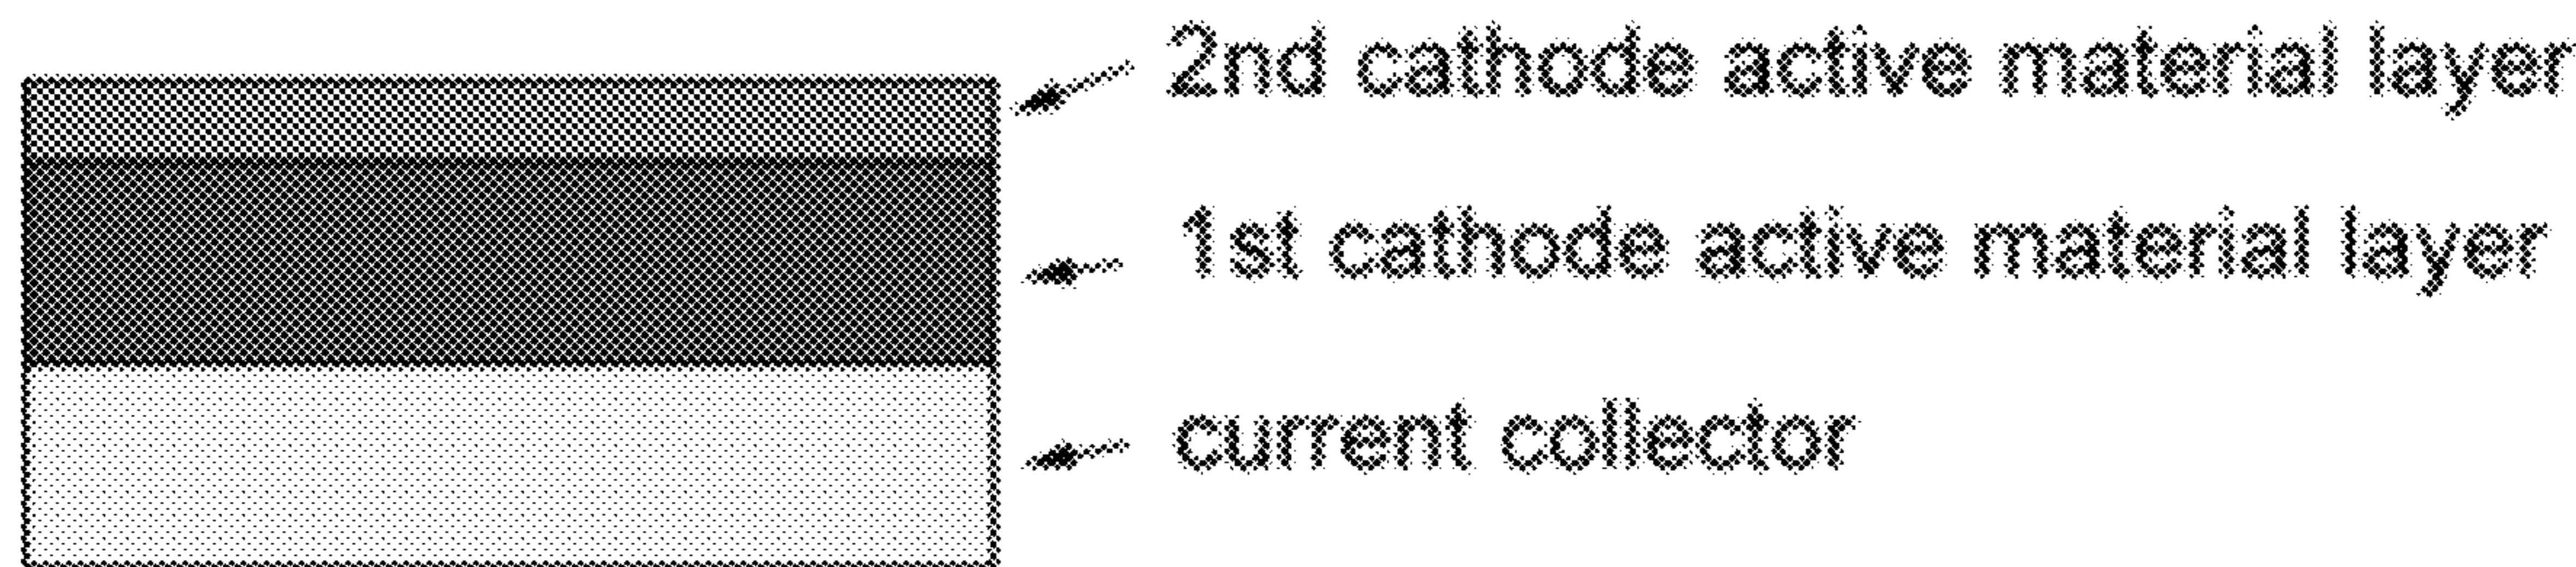 2nd cathode active material layer
1st cathode active material layer
current collector